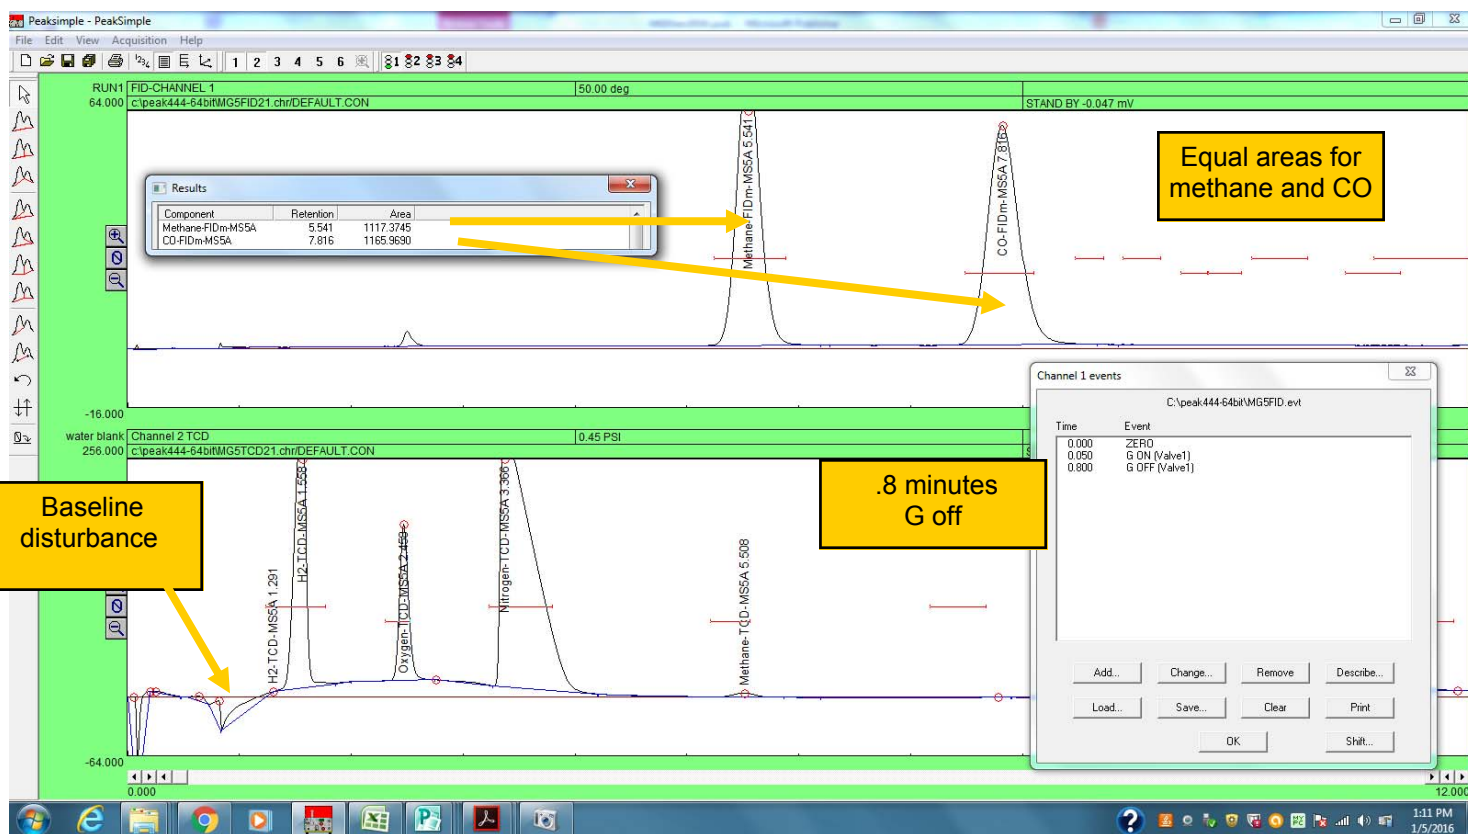 Peaksimple - PeakSimple
File Edit View Acquisition Help
1 2 3 4 5 6 1 2 3 4
RUN1 FID-CHANNEL 1 50.00 deg
64.000 c:\peak444-64bit\MG5FID21.chr/DEFAULT.CON STAND BY -0.047 mV
Equal areas for
methane and CO
Results
Component Retention Area
Methane-FIDm-MS5A 5.541 1117.3745
CO-FIDm-MS5A 7.816 1165.9690
Methane-FIDm-MS5A 5.541
CO-FIDm-MS5A 7.816
-16.000
water blank Channel 2 TCD 0.45 PSI
256.000 c:\peak444-64bit\MG5TCD21.chr/DEFAULT.CON
Baseline
disturbance
.8 minutes
G off
H2-TCD-MS5A 1.291
H2-TCD-MS5A 1.558
Oxygen-TCD-MS5A 2.459
Nitrogen-TCD-MS5A 3.366
Methane-TCD-MS5A 5.508
-64.000
0.000 12.000
Channel 1 events
C:\peak444-64bit\MG5FID.evt
Time Event
0.000 ZERO
0.050 G ON (Valve1)
0.800 G OFF (Valve1)
Add... Change... Remove Describe...
Load... Save... Clear Print
OK Shift...
1:11 PM
1/5/2016